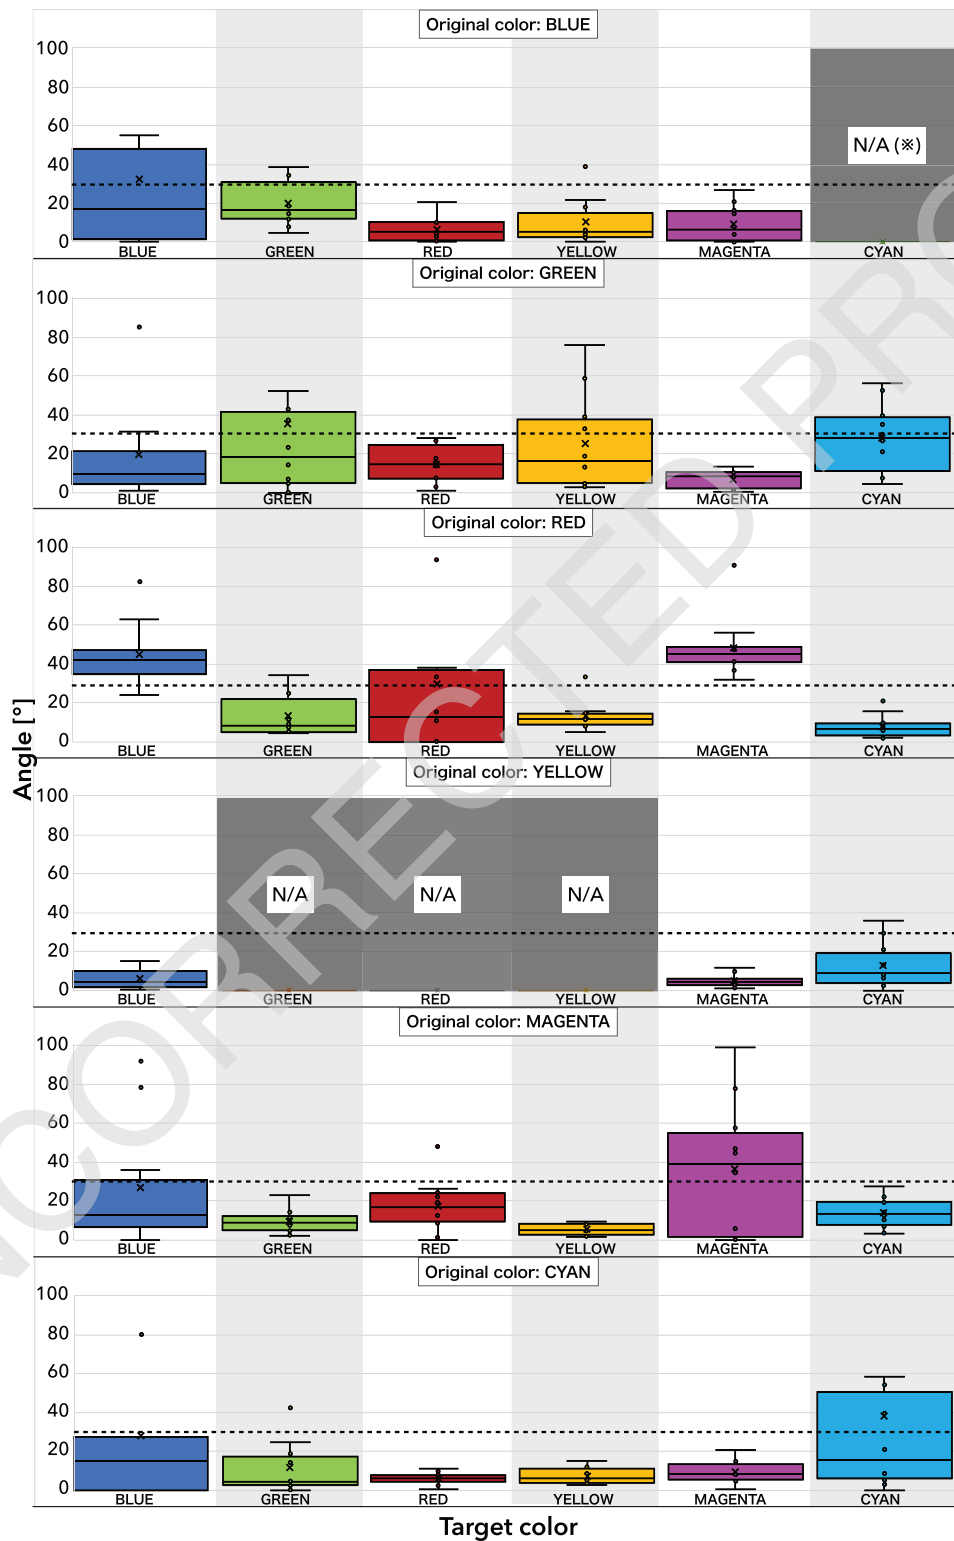 Original color: BLUE
100
80
60
40
20
0
N/A (※)
BLUE GREEN RED YELLOW MAGENTA CYAN
Original color: GREEN
100
80
60
40
20
0
BLUE GREEN RED YELLOW MAGENTA CYAN
Original color: RED
100
80
60
40
20
0
BLUE GREEN RED YELLOW MAGENTA CYAN
Angle [°]
Original color: YELLOW
100
80
60
40
20
0
N/A N/A N/A
BLUE GREEN RED YELLOW MAGENTA CYAN
Original color: MAGENTA
100
80
60
40
20
0
BLUE GREEN RED YELLOW MAGENTA CYAN
Original color: CYAN
100
80
60
40
20
0
BLUE GREEN RED YELLOW MAGENTA CYAN
Target color
NCORRECTED PRO